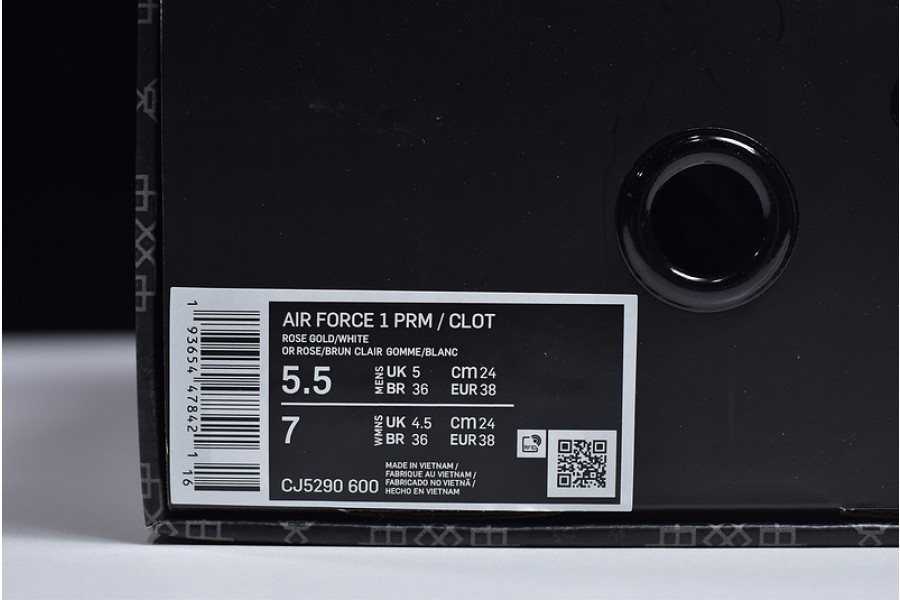 1 93654 47842 1 16
AIR FORCE 1 PRM / CLOT
ROSE GOLD/WHITE
OR ROSE/BRUN CLAIR GOMME/BLANC
5.5 MENS UK 5 cm 24
BR 36 EUR 38
7 WMNS UK 4.5 cm 24
BR 36 EUR 38
RFID
CJ5290 600
MADE IN VIETNAM /
FABRIQUE AU VIETNAM /
FABRICADO NO VIETNÃ /
HECHO EN VIETNAM